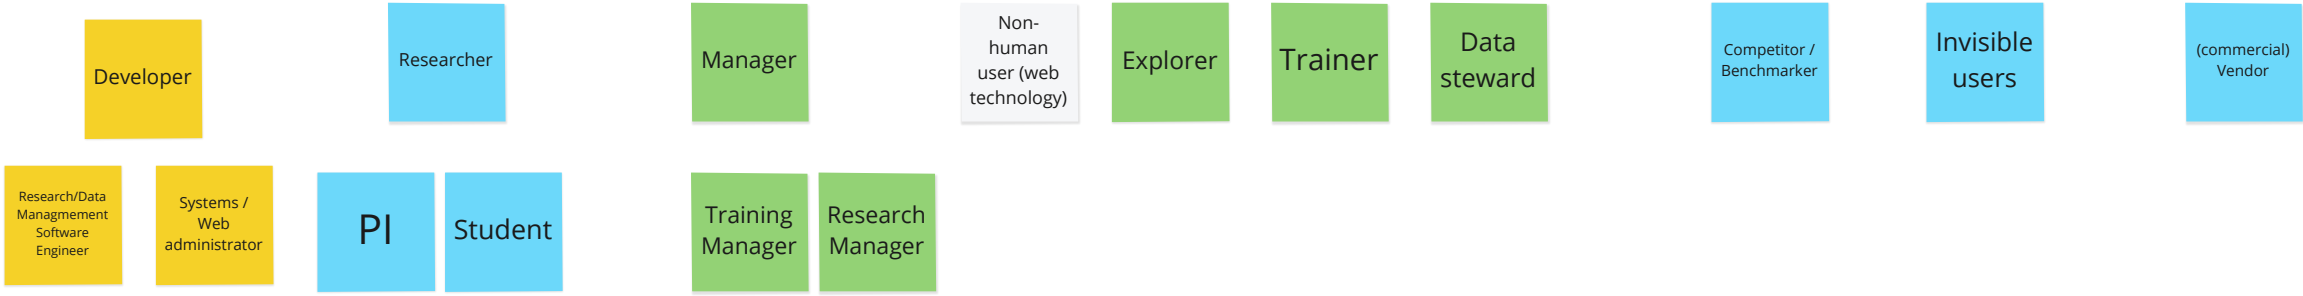 Developer
Researcher
Manager
Non-
human
user (web
technology)
Explorer
Trainer
Data
steward
Competitor /
Benchmarker
Invisible
users
(commercial)
Vendor
Research/Data
Managmement
Software
Engineer
Systems /
Web
administrator
PI
Student
Training
Manager
Research
Manager